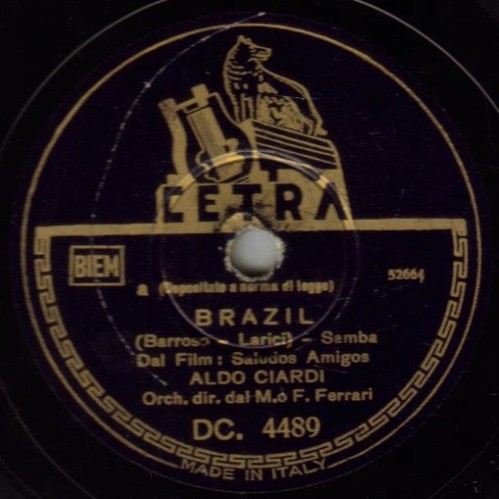 CETRA
BIEM
52664
a (Depositato a norma di legge)
BRAZIL
(Barroso - Larici) - Samba
Dal Film: Saludos Amigos
ALDO CIARDI
Orch. dir. dal M.o F. Ferrari
DC. 4489
MADE IN ITALY